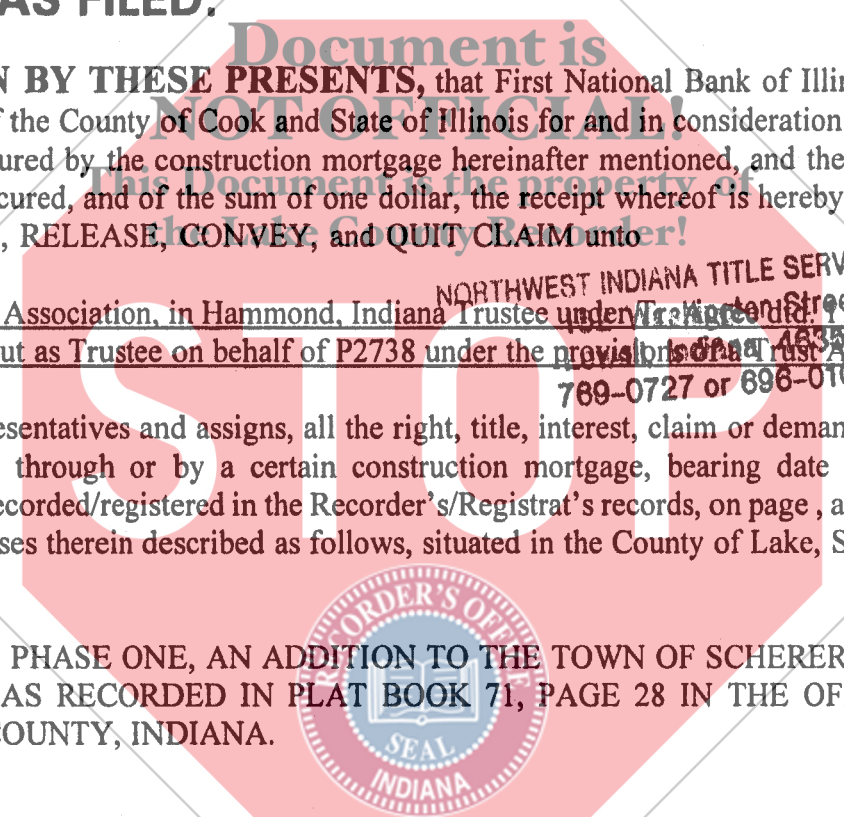 AS FILED.
Document is
N BY THESE PRESENTS, that First National Bank of Illin
NOT OFFICIAL!
f the County of Cook and State of Illinois for and in consideration
ured by the construction mortgage hereinafter mentioned, and the
This Document is the property of
cured, and of the sum of one dollar, the receipt whereof is hereby
the Lake County Recorder!
, RELEASE, CONVEY, and QUIT CLAIM unto
NORTHWEST INDIANA TITLE SERV
Association, in Hammond, Indiana Trustee under
ut as Trustee on behalf of P2738 under the provisions of a Trust A
769-0727 or 696-010
STOP
esentatives and assigns, all the right, title, interest, claim or deman
through or by a certain construction mortgage, bearing date
ecorded/registered in the Recorder's/Registrat's records, on page , a
ses therein described as follows, situated in the County of Lake, S
RECORDER'S OFFICE
PHASE ONE, AN ADDITION TO THE TOWN OF SCHERER
AS RECORDED IN PLAT BOOK 71, PAGE 28 IN THE OF
COUNTY, INDIANA.
SEAL
INDIANA